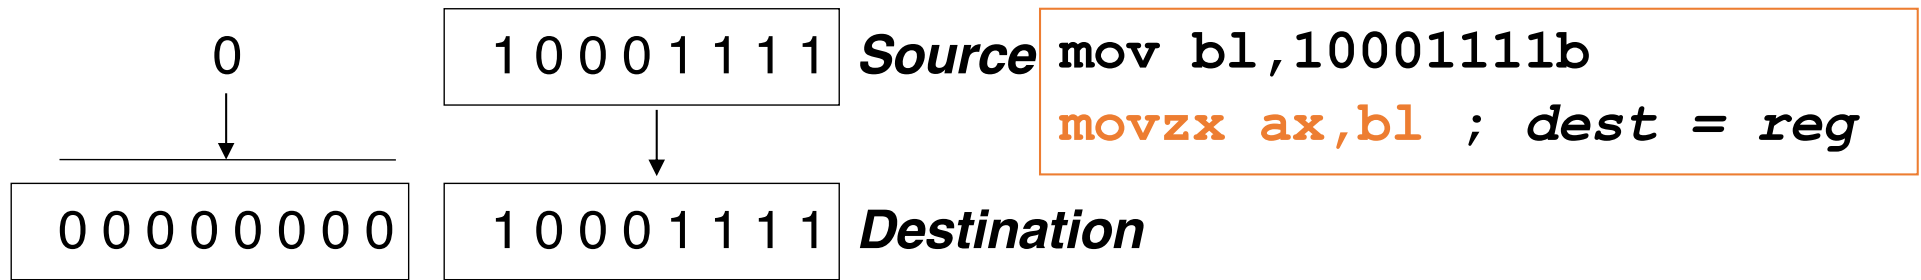 0
1 0 0 0 1 1 1 1 Source
mov bl,10001111b
movzx ax,bl ; dest = reg
0 0 0 0 0 0 0 0 1 0 0 0 1 1 1 1 Destination